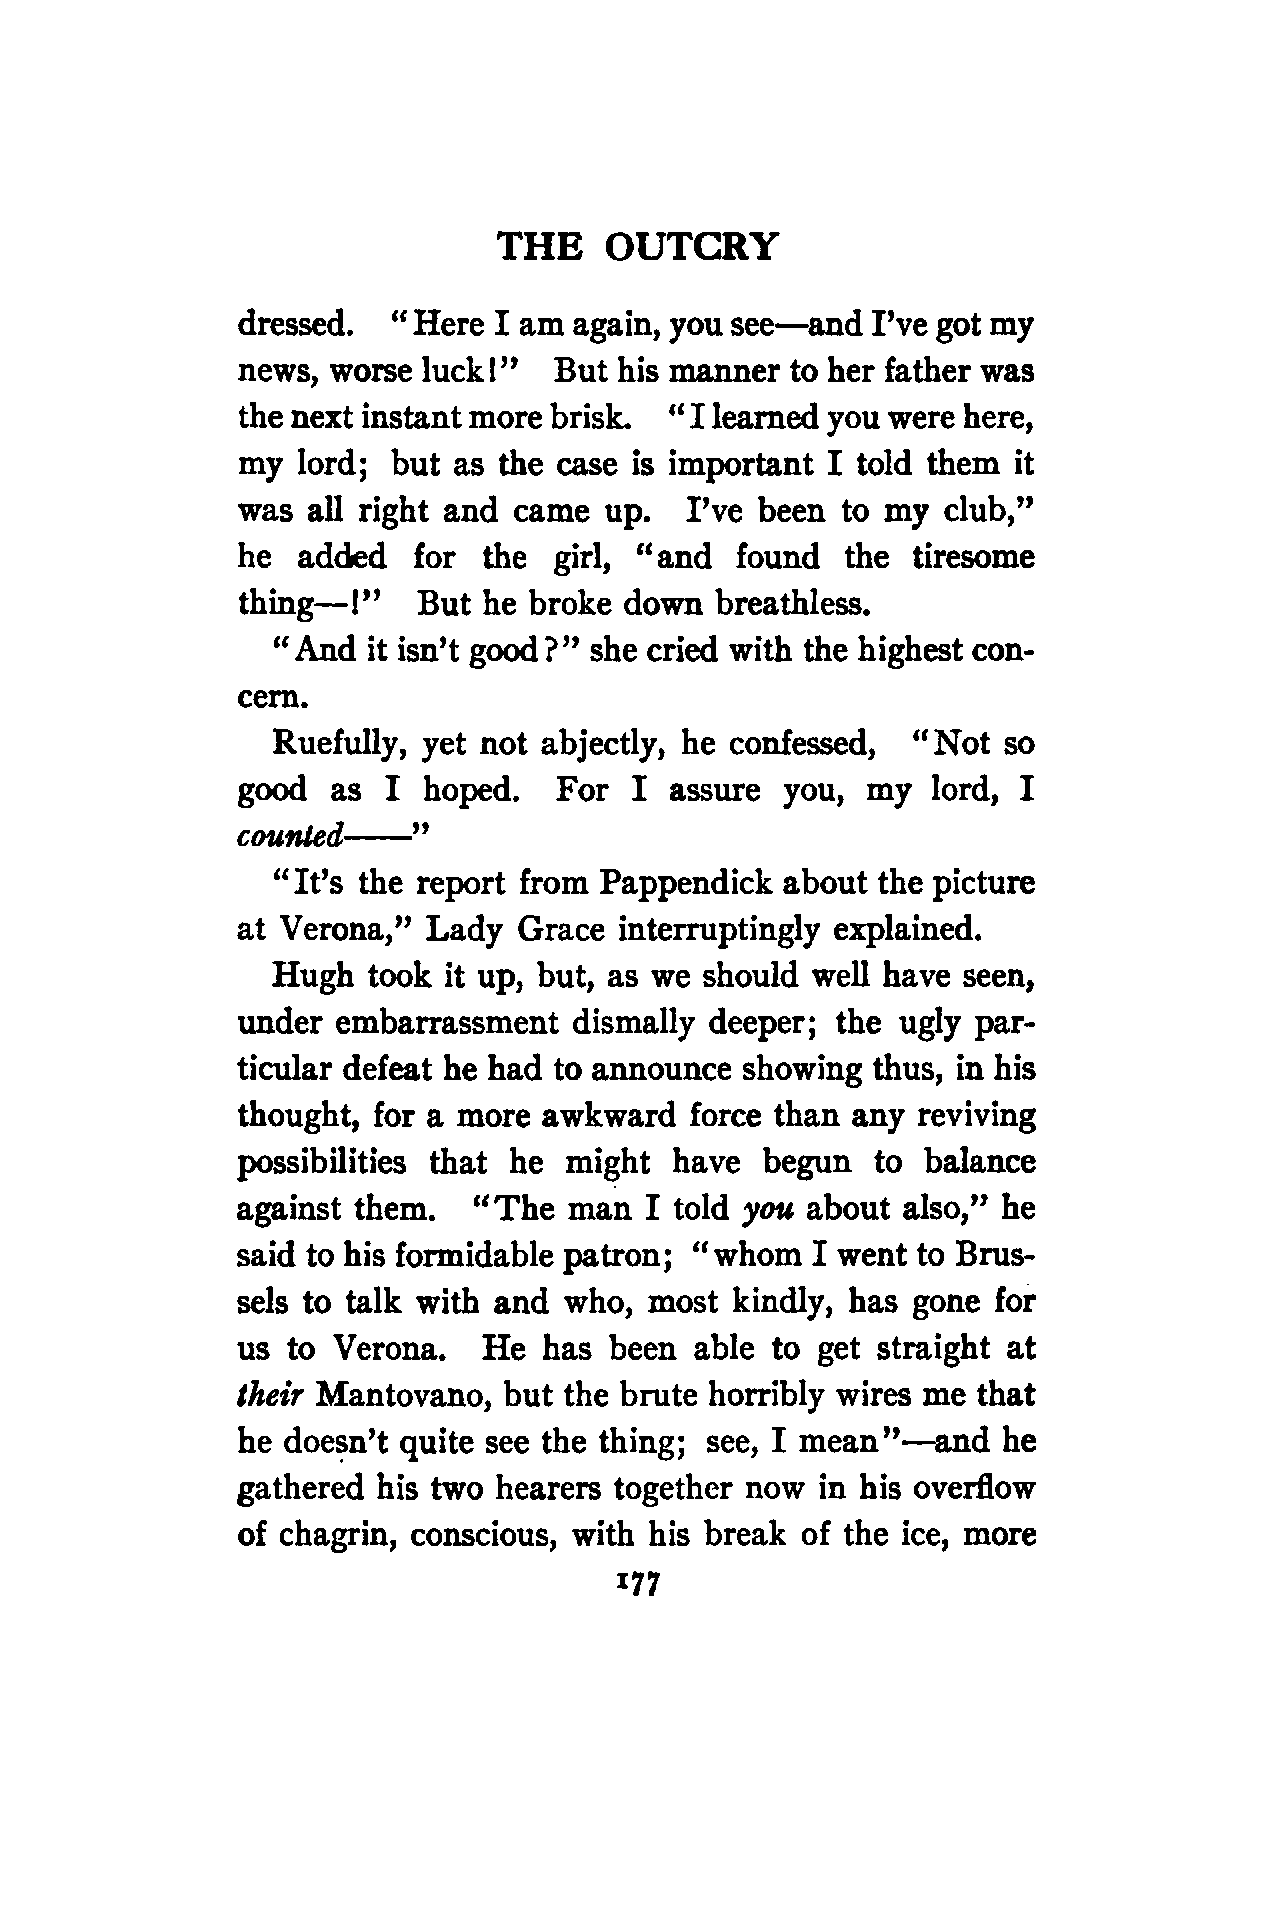 THE OUTCRY
dressed. "Here I am again, you see—and I've got my
news, worse luck!" But his manner to her father was
the next instant more brisk. "I learned you were here,
my lord; but as the case is important I told them it
was all right and came up. I've been to my club,"
he added for the girl, "and found the tiresome
thing—!" But he broke down breathless.
"And it isn't good?" she cried with the highest con-
cern.
Ruefully, yet not abjectly, he confessed, "Not so
good as I hoped. For I assure you, my lord, I
counted——"
"It's the report from Pappendick about the picture
at Verona," Lady Grace interruptingly explained.
Hugh took it up, but, as we should well have seen,
under embarrassment dismally deeper; the ugly par-
ticular defeat he had to announce showing thus, in his
thought, for a more awkward force than any reviving
possibilities that he might have begun to balance
against them. "The man I told you about also," he
said to his formidable patron; "whom I went to Brus-
sels to talk with and who, most kindly, has gone for
us to Verona. He has been able to get straight at
their Mantovano, but the brute horribly wires me that
he doesn't quite see the thing; see, I mean"—and he
gathered his two hearers together now in his overflow
of chagrin, conscious, with his break of the ice, more
177